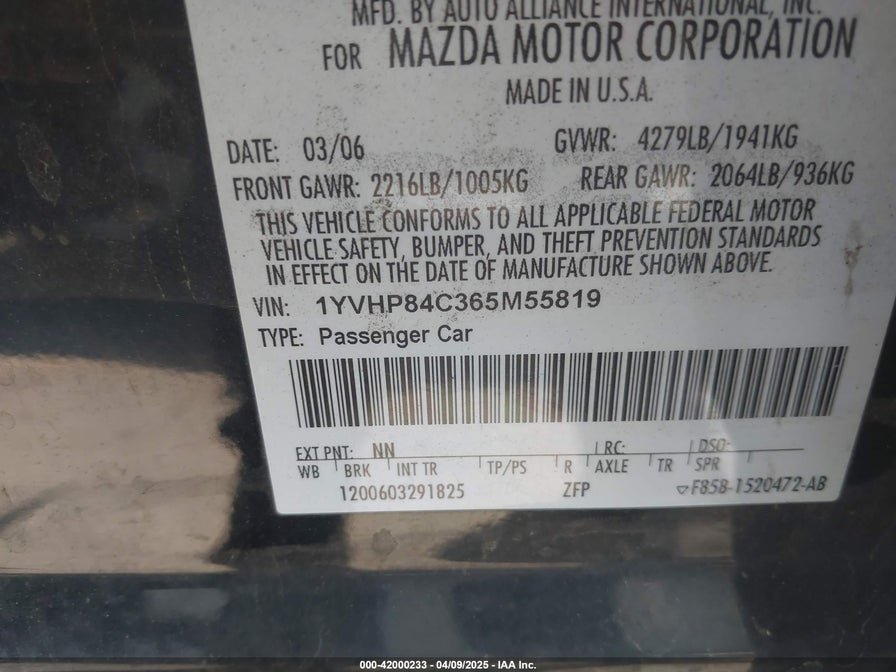 MFD. BY AUTO ALLIANCE INTERNATIONAL, INC.
FOR MAZDA MOTOR CORPORATION
MADE IN U.S.A.
DATE: 03/06 GVWR: 4279LB/1941KG
FRONT GAWR: 2216LB/1005KG REAR GAWR: 2064LB/936KG
THIS VEHICLE CONFORMS TO ALL APPLICABLE FEDERAL MOTOR
VEHICLE SAFETY, BUMPER, AND THEFT PREVENTION STANDARDS
IN EFFECT ON THE DATE OF MANUFACTURE SHOWN ABOVE.
VIN: 1YVHP84C365M55819
TYPE: Passenger Car
EXT PNT: NN RC: DSO:
WB BRK INT TR TP/PS R AXLE TR SPR
1200603291825 ZFP F85B-1520472-AB
000-42000233 - 04/09/2025 - IAA Inc.